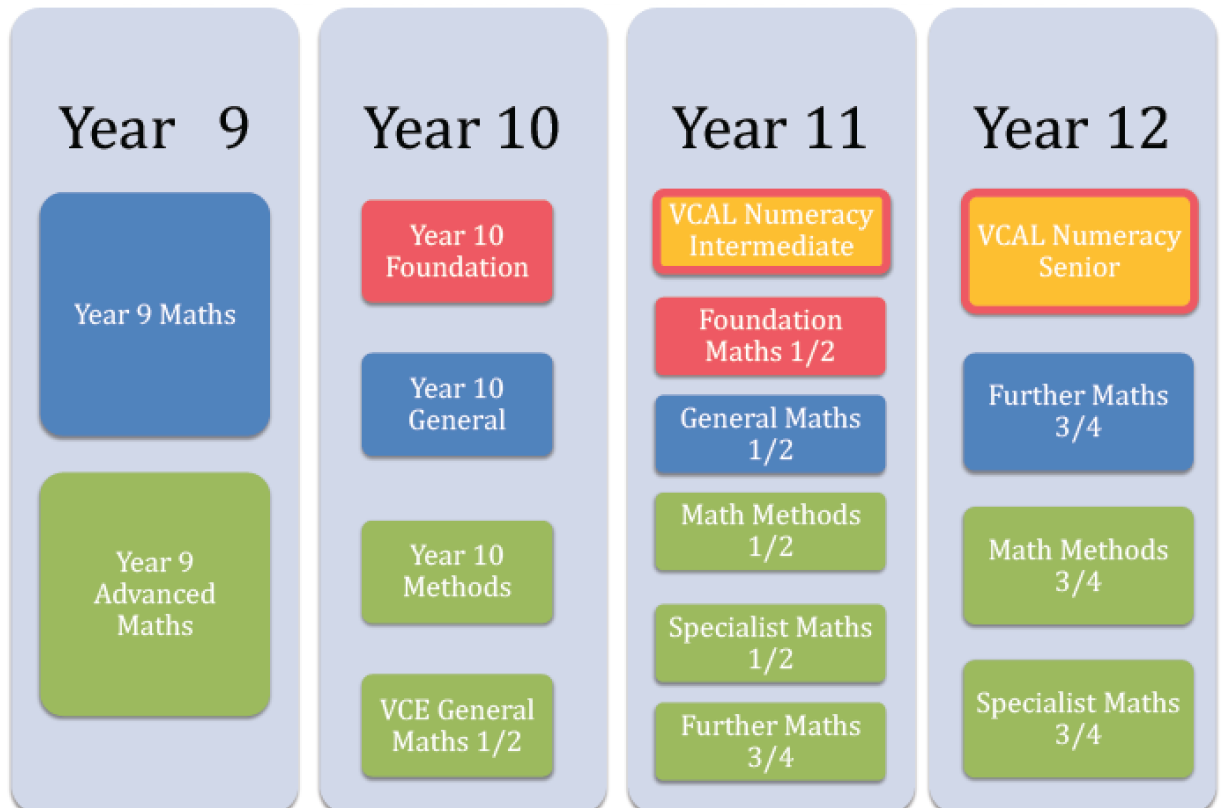 Year 9
Year 9 Maths
Year 9
Advanced
Maths
Year 10
Year 10
Foundation
Year 10
General
Year 10
Methods
VCE General
Maths 1/2
Year 11
VCAL Numeracy
Intermediate
Foundation
Maths 1/2
General Maths
1/2
Math Methods
1/2
Specialist Maths
1/2
Further Maths
3/4
Year 12
VCAL Numeracy
Senior
Further Maths
3/4
Math Methods
3/4
Specialist Maths
3/4